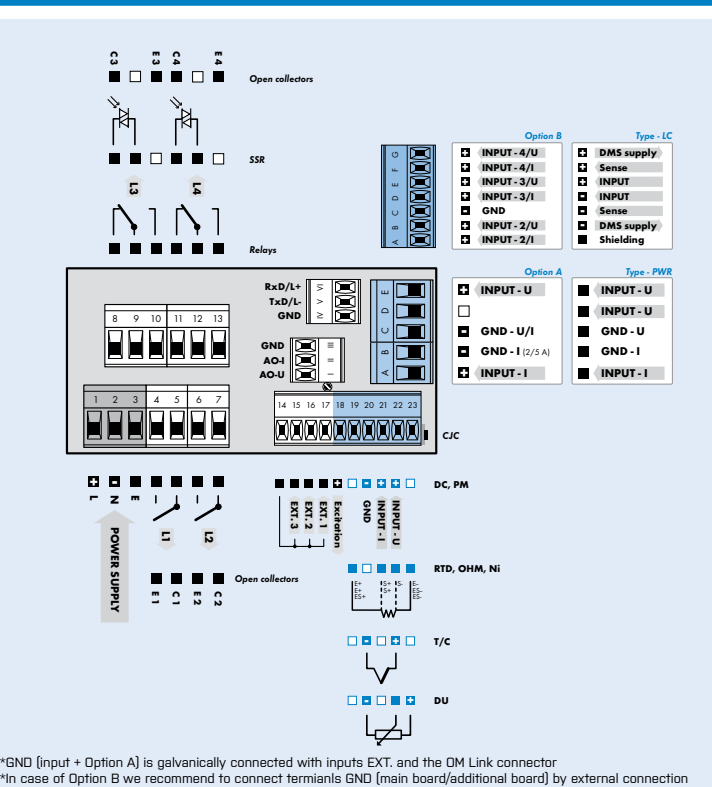 C3 E3 C4 E4
Open collectors
SSR
L3 L4
Relays
Option B Type - LC
G F E D C B A
INPUT - 4/U DMS supply
INPUT - 4/I Sense
INPUT - 3/U INPUT
INPUT - 3/I INPUT
GND Sense
INPUT - 2/U DMS supply
INPUT - 2/I Shielding
Option A Type - PWR
E D C B A
INPUT - U INPUT - U
INPUT - U
GND - U/I GND - U
GND - I (2/5 A) GND - I
INPUT - I INPUT - I
RxD/L+ VI
TxD/L- V
GND IV
GND III
AO-I II
AO-U I
8 9 10 11 12 13
1 2 3 4 5 6 7
14 15 16 17 18 19 20 21 22 23
CJC
L N E
POWER SUPPLY
L1 L2
E1 C1 E2 C2
Open collectors
EXT. 3 EXT. 2 EXT. 1 Excitation GND INPUT - I INPUT - U
DC, PM
RTD, OHM, Ni
E+ S+ S- E-
E+ S+ ES-
ES+ ES-
T/C
DU
*GND (input + Option A) is galvanically connected with inputs EXT. and the OM Link connector
*In case of Option B we recommend to connect termianls GND (main board/additional board) by external connection